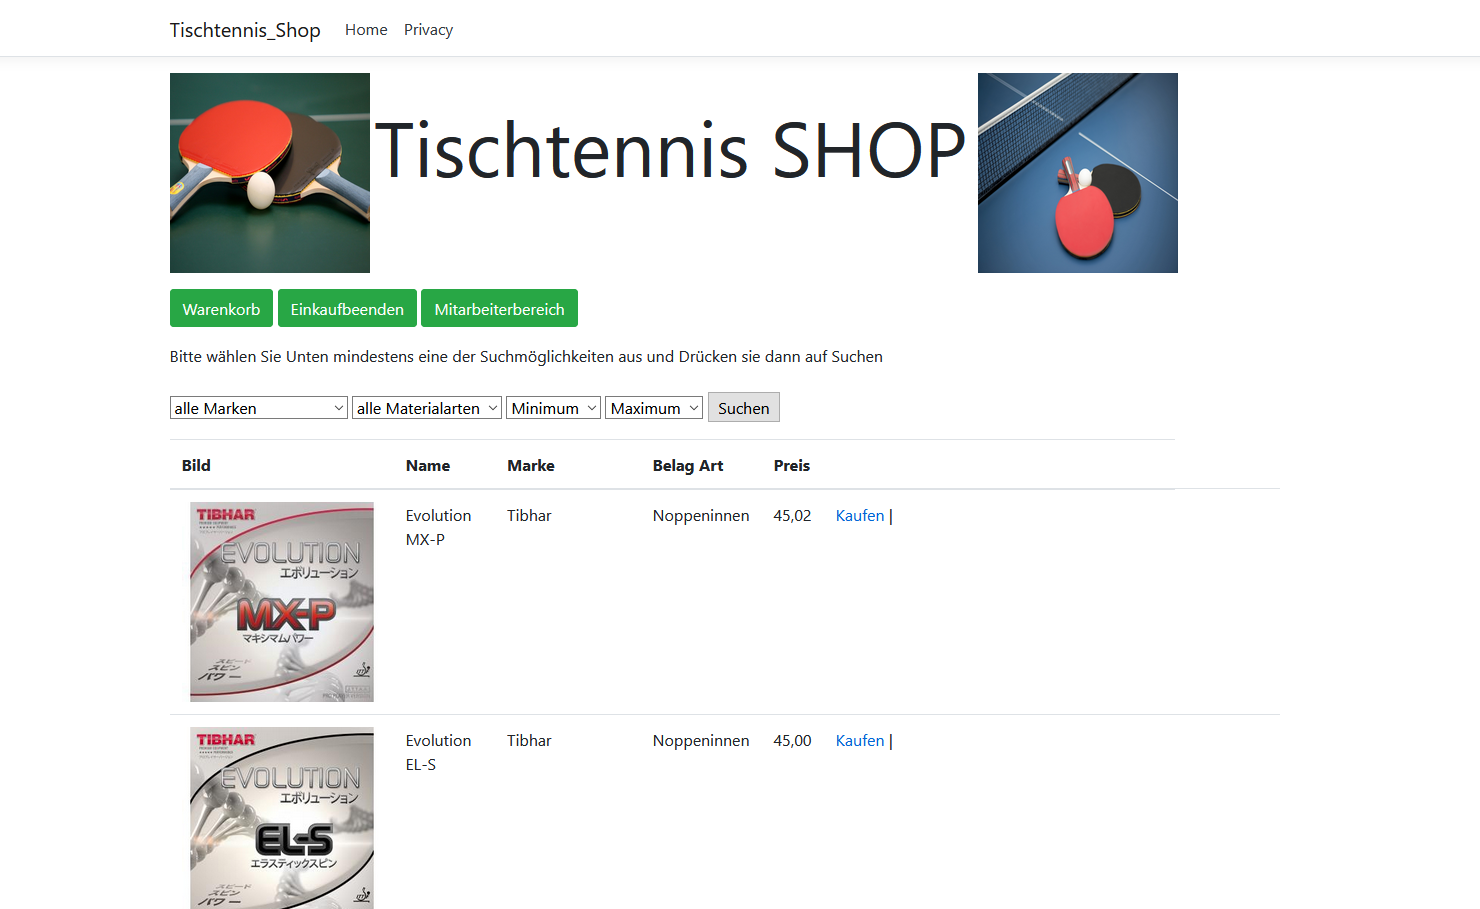 Tischtennis_Shop Home Privacy
Tischtennis SHOP
Warenkorb Einkaufbeenden Mitarbeiterbereich
Bitte wählen Sie Unten mindestens eine der Suchmöglichkeiten aus und Drücken sie dann auf Suchen
alle Marken alle Materialarten Minimum Maximum Suchen
Bild Name Marke Belag Art Preis
Evolution Tibhar Noppeninnen 45,02 Kaufen |
MX-P
TIBHAR
EVOLUTION
エボリューション
MX-P
マキシマムパワー
スピード
スピン
パワー
Evolution Tibhar Noppeninnen 45,00 Kaufen |
EL-S
TIBHAR
EVOLUTION
エボリューション
EL-S
エラスティックスピン
スピード
スピン
パワー